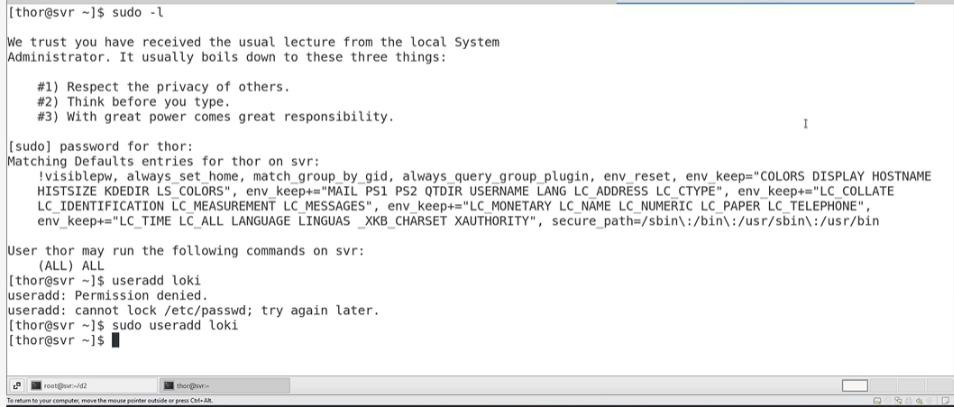 [thor@svr ~]$ sudo -l
We trust you have received the usual lecture from the local System
Administrator. It usually boils down to these three things:
#1) Respect the privacy of others.
#2) Think before you type.
#3) With great power comes great responsibility.
[sudo] password for thor:
Matching Defaults entries for thor on svr:
!visiblepw, always_set_home, match_group_by_gid, always_query_group_plugin, env_reset, env_keep="COLORS DISPLAY HOSTNAME
HISTSIZE KDEDIR LS_COLORS", env_keep+="MAIL PS1 PS2 QTDIR USERNAME LANG LC_ADDRESS LC_CTYPE", env_keep+="LC_COLLATE
LC_IDENTIFICATION LC_MEASUREMENT LC_MESSAGES", env_keep+="LC_MONETARY LC_NAME LC_NUMERIC LC_PAPER LC_TELEPHONE",
env_keep+="LC_TIME LC_ALL LANGUAGE LINGUAS _XKB_CHARSET XAUTHORITY", secure_path=/sbin\:/bin\:/usr/sbin\:/usr/bin
User thor may run the following commands on svr:
(ALL) ALL
[thor@svr ~]$ useradd loki
useradd: Permission denied.
useradd: cannot lock /etc/passwd; try again later.
[thor@svr ~]$ sudo useradd loki
[thor@svr ~]$
root@svr:~/d2 thor@svr:~
To return to your computer, move the mouse pointer outside or press Ctrl+Alt.